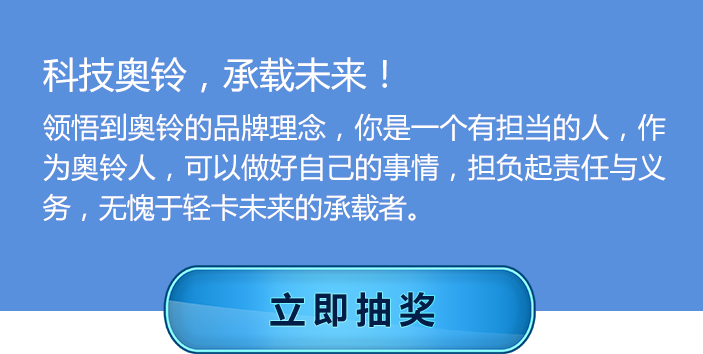 科技奥铃，承载未来！
领悟到奥铃的品牌理念，你是一个有担当的人，作
为奥铃人，可以做好自己的事情，担负起责任与义
务，无愧于轻卡未来的承载者。
立即抽奖